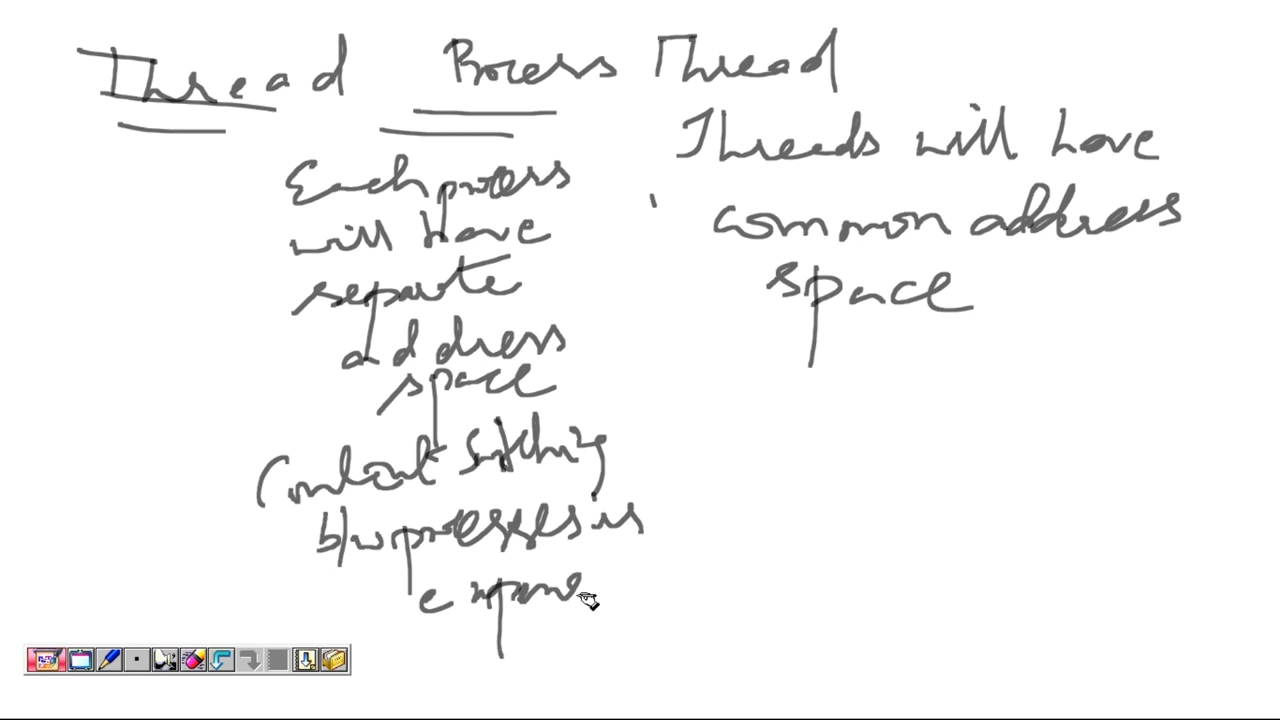 Thread Process Thread
Each process
will have
separate
address
space
Context Switching
b/w processes is
expens
Threads will have
common address
space